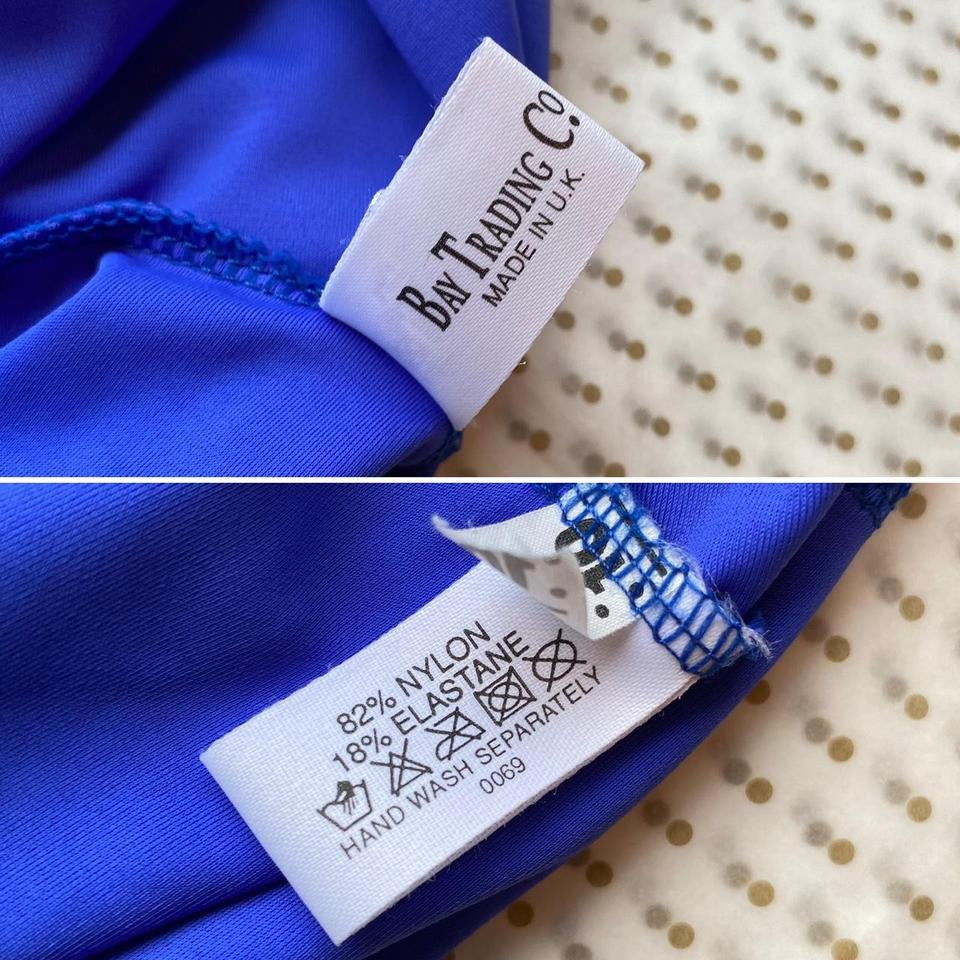 BAY TRADING Co.
MADE IN U.K.
82% NYLON
18% ELASTANE
HAND WASH SEPARATELY
0069